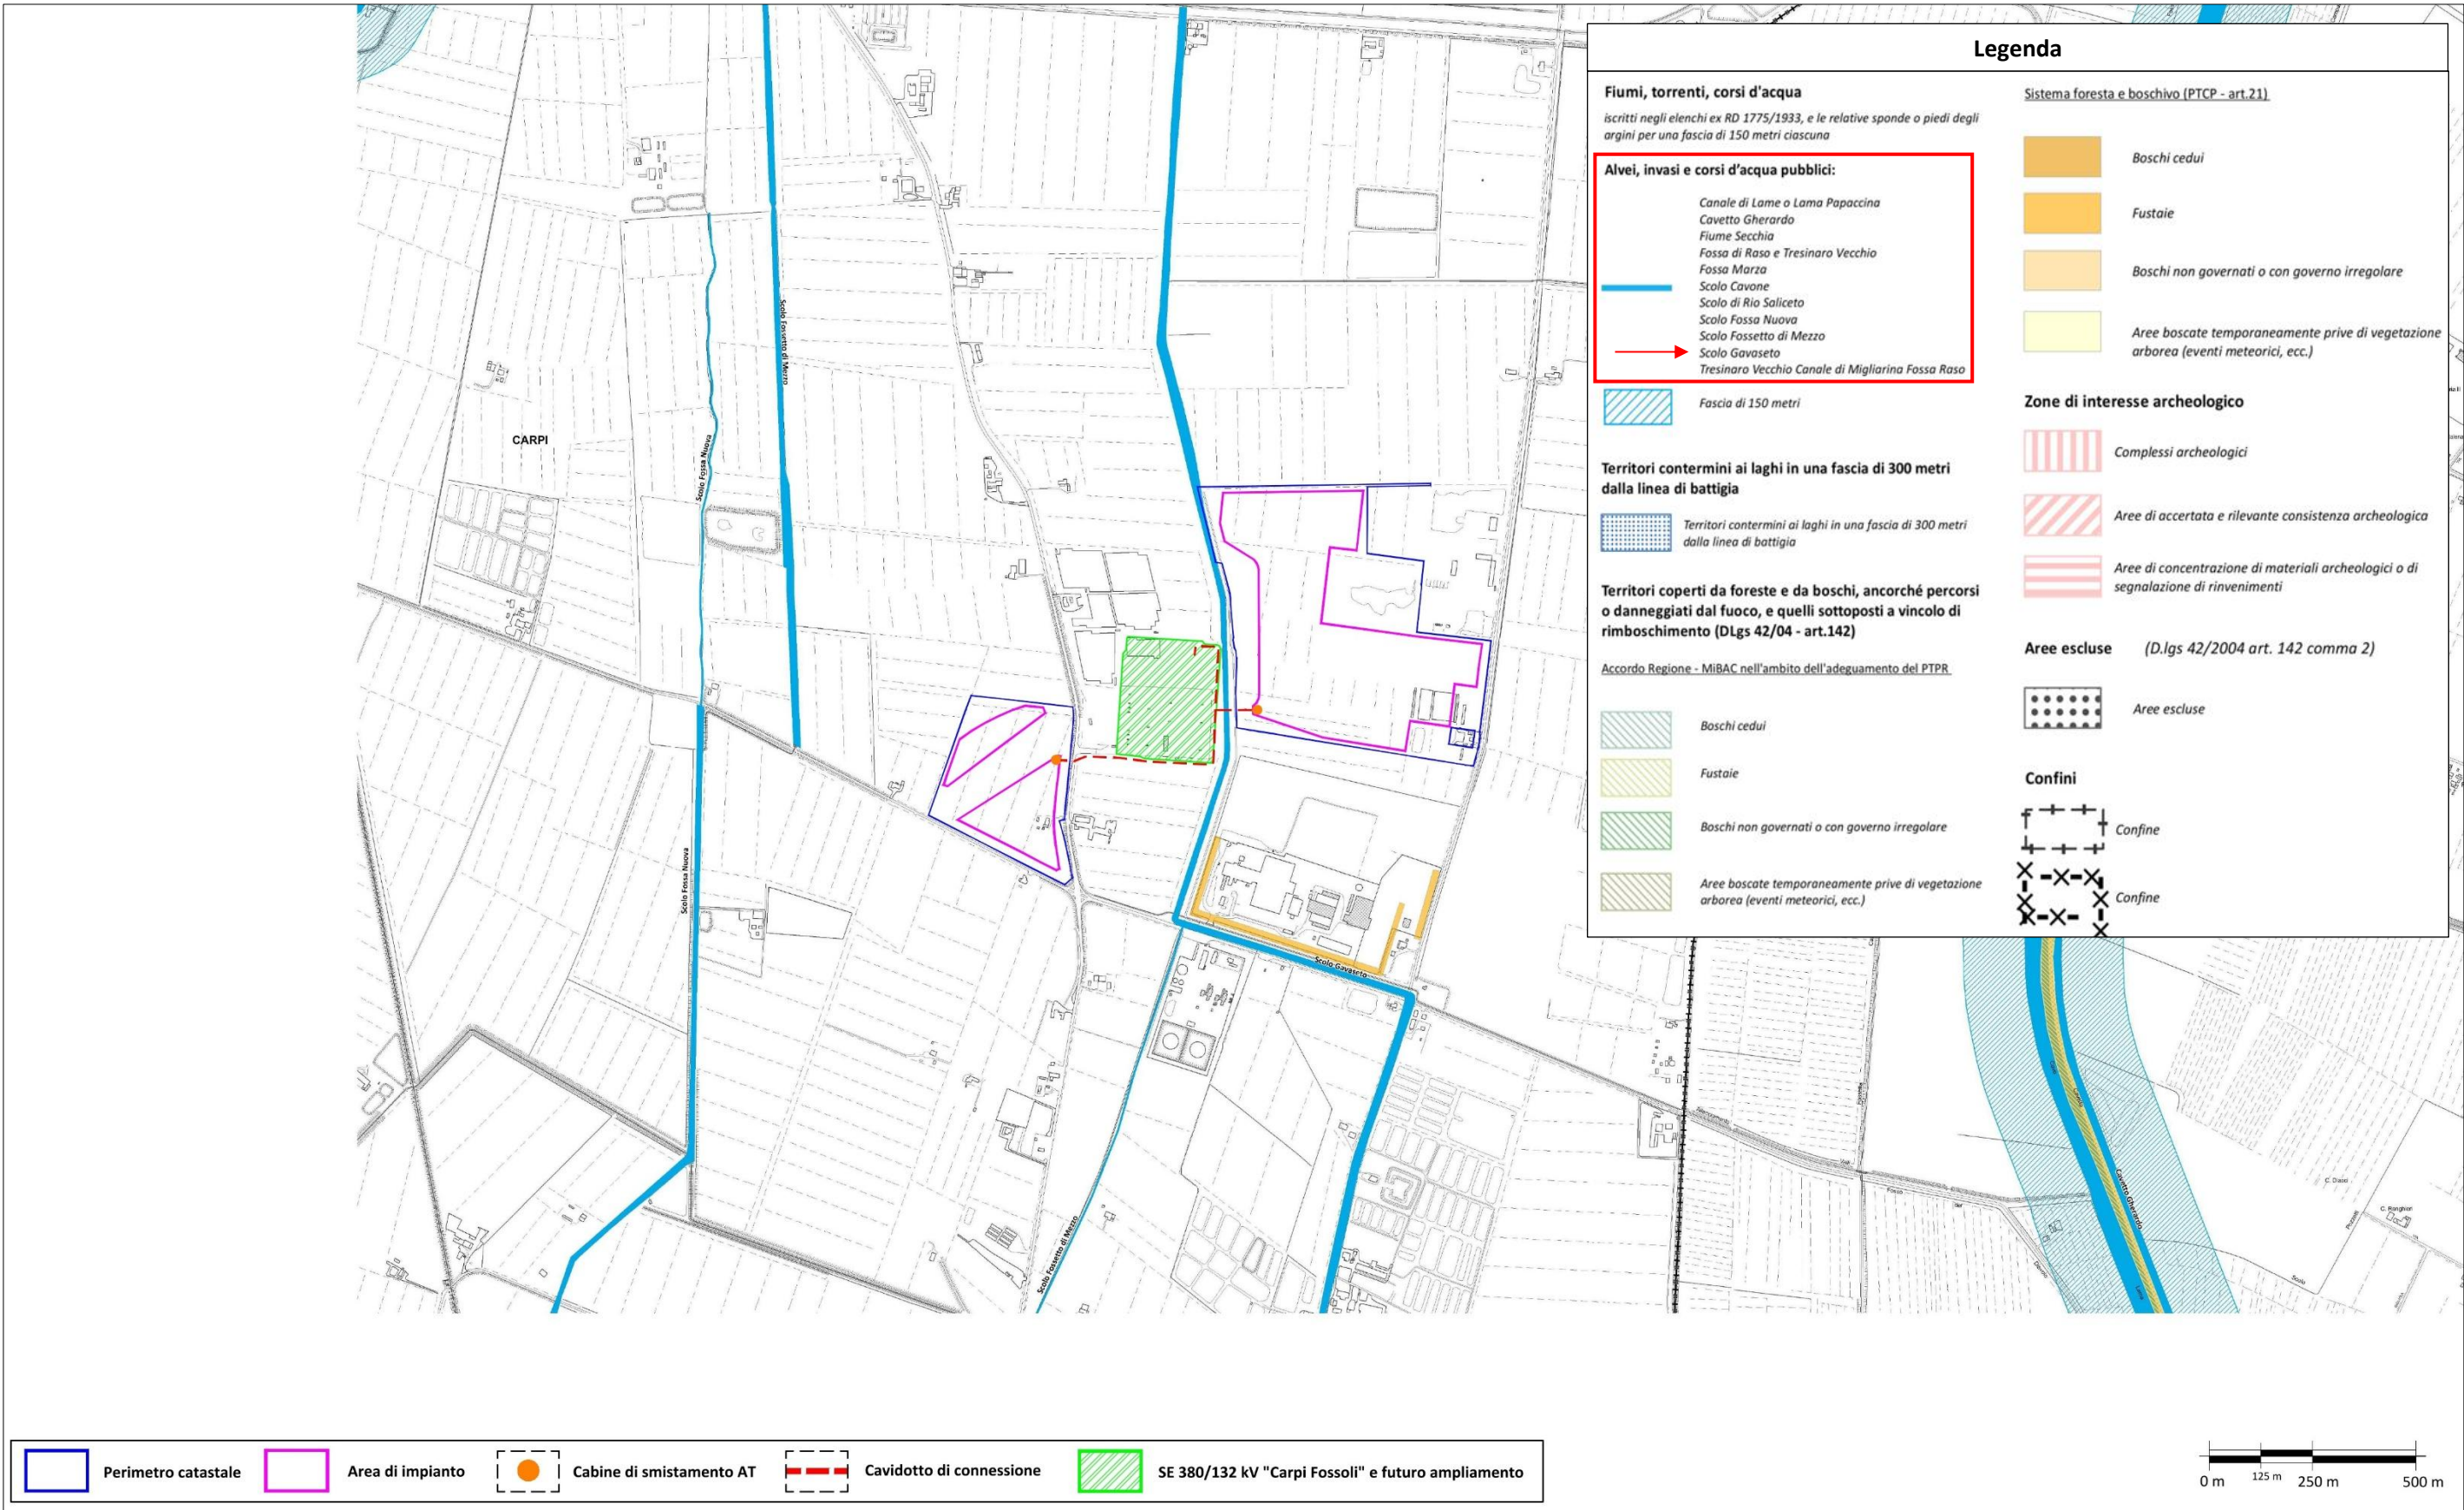 Legenda
Fiumi, torrenti, corsi d'acqua
iscritti negli elenchi ex RD 1775/1933, e le relative sponde o piedi degli
argini per una fascia di 150 metri ciascuna
Alvei, invasi e corsi d'acqua pubblici:
Canale di Lame o Lama Papaccina
Cavetto Gherardo
Fiume Secchia
Fossa di Raso e Tresinaro Vecchio
Fossa Marza
Scolo Cavone
Scolo di Rio Saliceto
Scolo Fossa Nuova
Scolo Fossetto di Mezzo
Scolo Gavaseto
Tresinaro Vecchio Canale di Migliarina Fossa Raso
Fascia di 150 metri
Territori contermini ai laghi in una fascia di 300 metri
dalla linea di battigia
Territori contermini ai laghi in una fascia di 300 metri
dalla linea di battigia
Territori coperti da foreste e da boschi, ancorché percorsi
o danneggiati dal fuoco, e quelli sottoposti a vincolo di
rimboschimento (DLgs 42/04 - art.142)
Accordo Regione - MiBAC nell'ambito dell'adeguamento del PTPR
Boschi cedui
Fustaie
Boschi non governati o con governo irregolare
Aree boscate temporaneamente prive di vegetazione
arborea (eventi meteorici, ecc.)
Sistema foresta e boschivo (PTCP - art.21)
Boschi cedui
Fustaie
Boschi non governati o con governo irregolare
Aree boscate temporaneamente prive di vegetazione
arborea (eventi meteorici, ecc.)
Zone di interesse archeologico
Complessi archeologici
Aree di accertata e rilevante consistenza archeologica
Aree di concentrazione di materiali archeologici o di
segnalazione di rinvenimenti
Aree escluse (D.lgs 42/2004 art. 142 comma 2)
Aree escluse
Confini
Confine
Confine
CARPI
Scolo Fossetto di Mezzo
Scolo Fossa Nuova
Scolo Fossa Nuova
Scolo Gavaseto
Scolo Fossetto di Mezzo
Cavetto Gherardo
C. Diasi
C. Ronghieri
Perimetro catastale
Area di impianto
Cabine di smistamento AT
Cavidotto di connessione
SE 380/132 kV "Carpi Fossoli" e futuro ampliamento
0 m
125 m
250 m
500 m